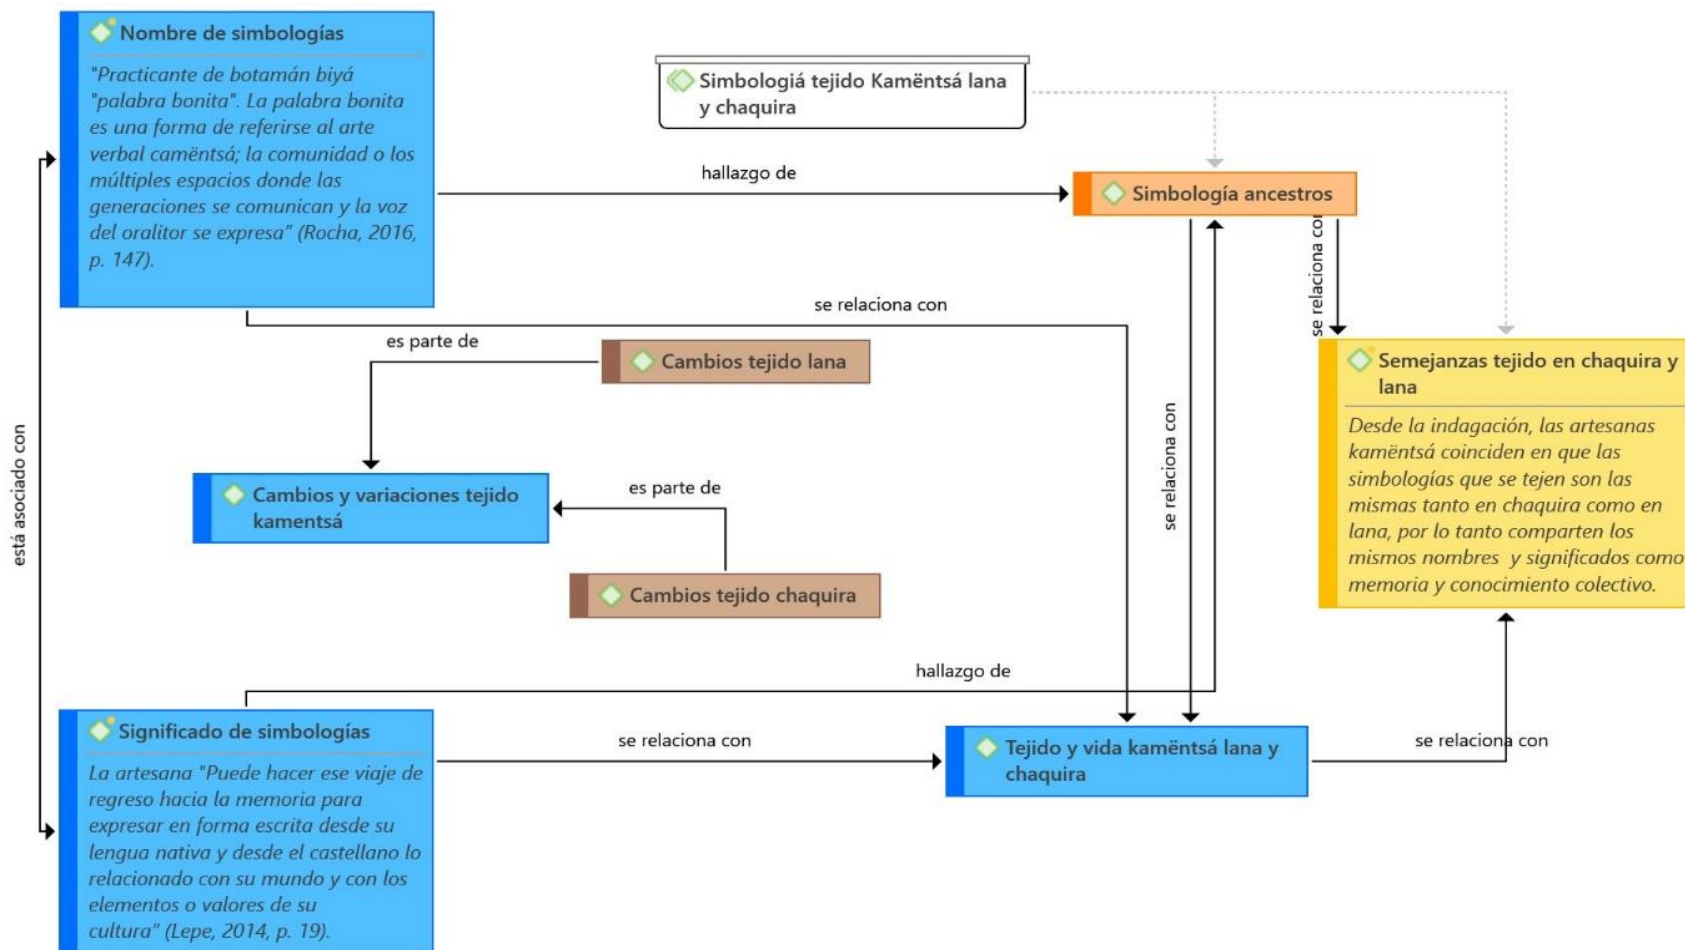 Nombre de simbologías
"Practicante de botamán biyá
"palabra bonita". La palabra bonita
es una forma de referirse al arte
verbal camëntsá; la comunidad o los
múltiples espacios donde las
generaciones se comunican y la voz
del oralitor se expresa” (Rocha, 2016,
p. 147).
Simbologiá tejido Kamëntsá lana
y chaquira
hallazgo de
Simbología ancestros
se relaciona con
se relaciona con
es parte de
Cambios tejido lana
Semejanzas tejido en chaquira y
lana
Desde la indagación, las artesanas
kamëntsá coinciden en que las
simbologías que se tejen son las
mismas tanto en chaquira como en
lana, por lo tanto comparten los
mismos nombres y significados como
memoria y conocimiento colectivo.
está asociado con
Cambios y variaciones tejido
kamentsá
es parte de
Cambios tejido chaquira
se relaciona con
hallazgo de
Significado de simbologías
La artesana "Puede hacer ese viaje de
regreso hacia la memoria para
expresar en forma escrita desde su
lengua nativa y desde el castellano lo
relacionado con su mundo y con los
elementos o valores de su
cultura” (Lepe, 2014, p. 19).
se relaciona con
Tejido y vida kamëntsá lana y
chaquira
se relaciona con